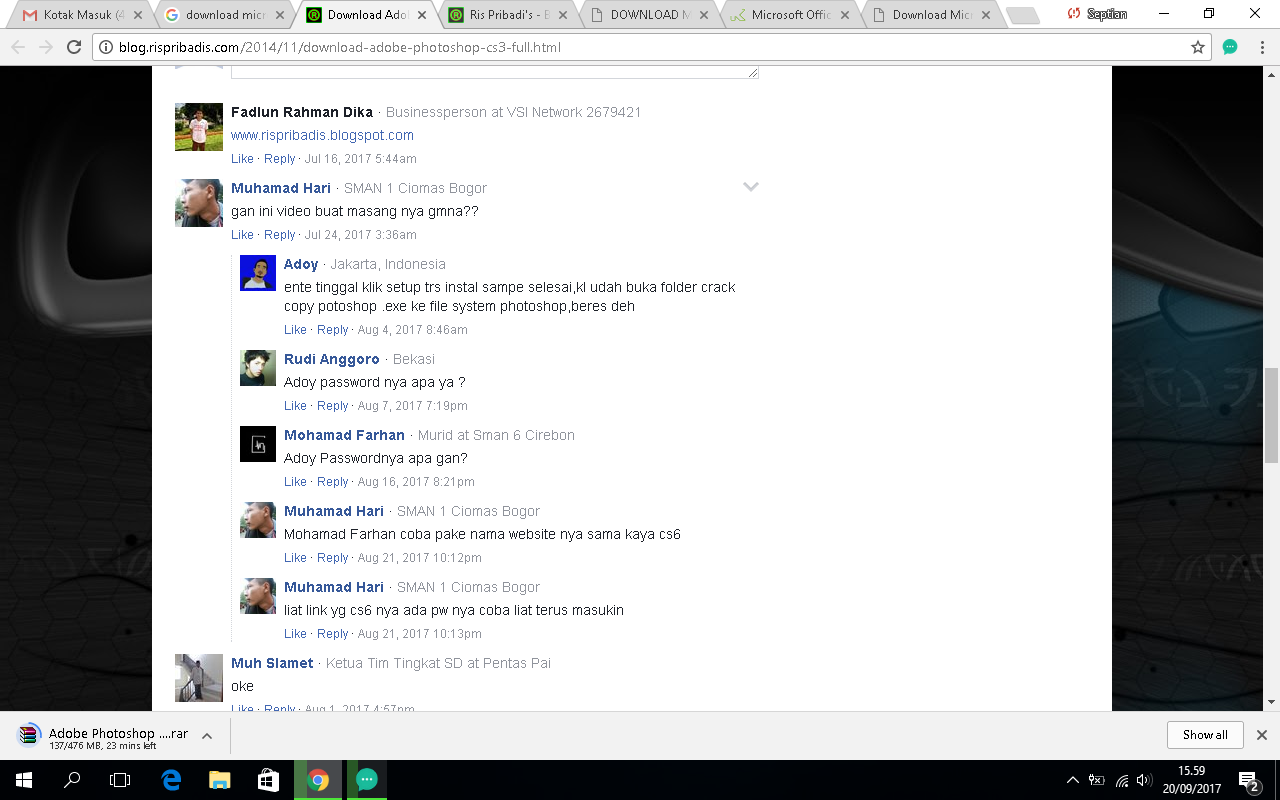 Kotak Masuk (4
download micr
Download Ado
Ris Pribadi's - B
DOWNLOAD M
Microsoft Offic
Download Micr
Septian
blog.rispribadis.com/2014/11/download-adobe-photoshop-cs3-full.html
Fadlun Rahman Dika · Businessperson at VSI Network 2679421
www.rispribadis.blogspot.com
Like · Reply · Jul 16, 2017 5:44am
Muhamad Hari · SMAN 1 Ciomas Bogor
gan ini video buat masang nya gmna??
Like · Reply · Jul 24, 2017 3:36am
Adoy · Jakarta, Indonesia
ente tinggal klik setup trs instal sampe selesai,kl udah buka folder crack
copy potoshop .exe ke file system photoshop,beres deh
Like · Reply · Aug 4, 2017 8:46am
Rudi Anggoro · Bekasi
Adoy password nya apa ya ?
Like · Reply · Aug 7, 2017 7:19pm
Mohamad Farhan · Murid at Sman 6 Cirebon
Adoy Passwordnya apa gan?
Like · Reply · Aug 16, 2017 8:21pm
Muhamad Hari · SMAN 1 Ciomas Bogor
Mohamad Farhan coba pake nama website nya sama kaya cs6
Like · Reply · Aug 21, 2017 10:12pm
Muhamad Hari · SMAN 1 Ciomas Bogor
liat link yg cs6 nya ada pw nya coba liat terus masukin
Like · Reply · Aug 21, 2017 10:13pm
Muh Slamet · Ketua Tim Tingkat SD at Pentas Pai
oke
Like · Reply · Aug 1, 2017 4:57pm
Adobe Photoshop ....rar
137/476 MB, 23 mins left
Show all
15.59
20/09/2017
2